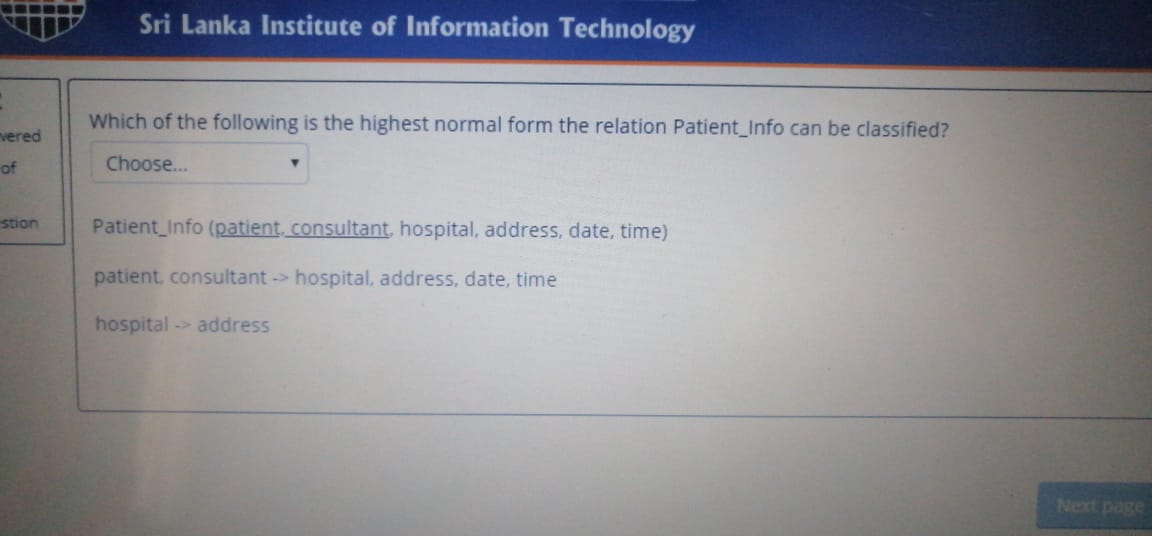 Sri Lanka Institute of Information Technology
vered
of
stion
Which of the following is the highest normal form the relation Patient_Info can be classified?
Choose...
Patient_Info (patient, consultant, hospital, address, date, time)
patient, consultant -> hospital, address, date, time
hospital -> address
Next page